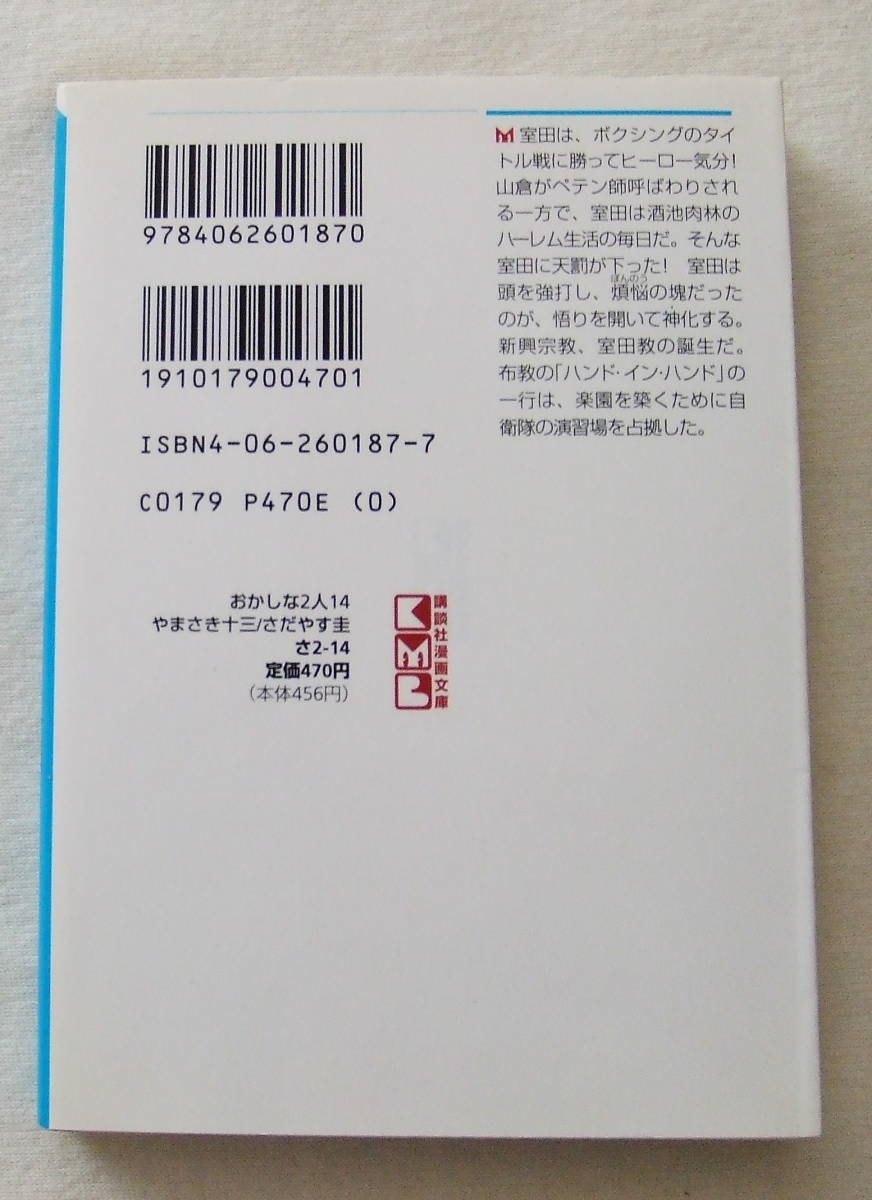 9784062601870
1910179004701
ISBN4-06-260187-7
C0179 P470E (0)
室田は、ボクシングのタイ
トル戦に勝ってヒーロー気分！
山倉がペテン師呼ばわりされ
る一方で、室田は酒池肉林の
ハーレム生活の毎日だ。そんな
室田に天罰が下った！ 室田は
ぼんのう
頭を強打し、煩悩の塊だった
のが、悟りを開いて神化する。
新興宗教、室田教の誕生だ。
布教の「ハンド・イン・ハンド」の
一行は、楽園を築くために自
衛隊の演習場を占拠した。
おかしな2人14
やまさき十三/さだやす圭
さ2-14
定価470円
（本体456円）
KMB
講談社漫画文庫